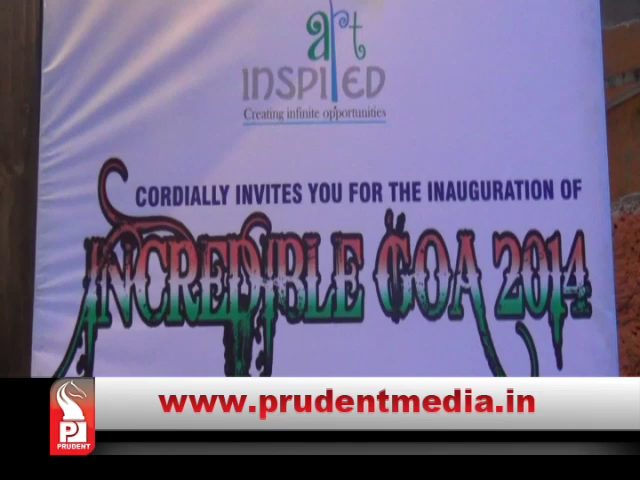 art
INSPIRED
Creating infinite opportunities
CORDIALLY INVITES YOU FOR THE INAUGURATION OF
INCREDIBLE GOA 2014
www.prudentmedia.in
P
PRUDENT